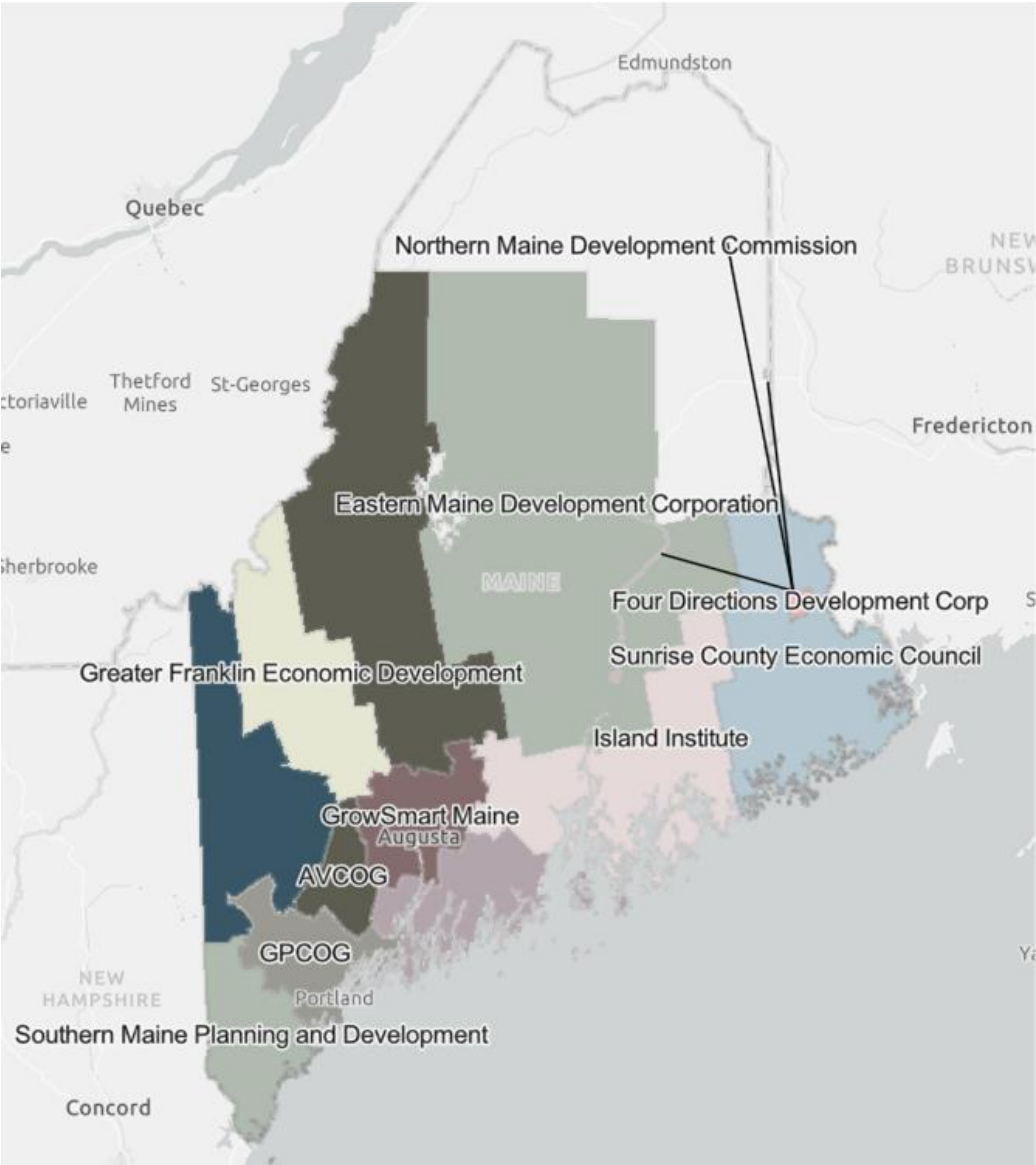 Edmundston
Quebec
Northern Maine Development Commission
NEW
BRUNSW
Thetford
Mines
St-Georges
ctoriaville
Fredericton
e
Eastern Maine Development Corporation
Sherbrooke
MAINE
Four Directions Development Corp
S
Sunrise County Economic Council
Greater Franklin Economic Development
Island Institute
GrowSmart Maine
Augusta
AVCOG
GPCOG
Ya
NEW
HAMPSHIRE
Portland
Southern Maine Planning and Development
Concord